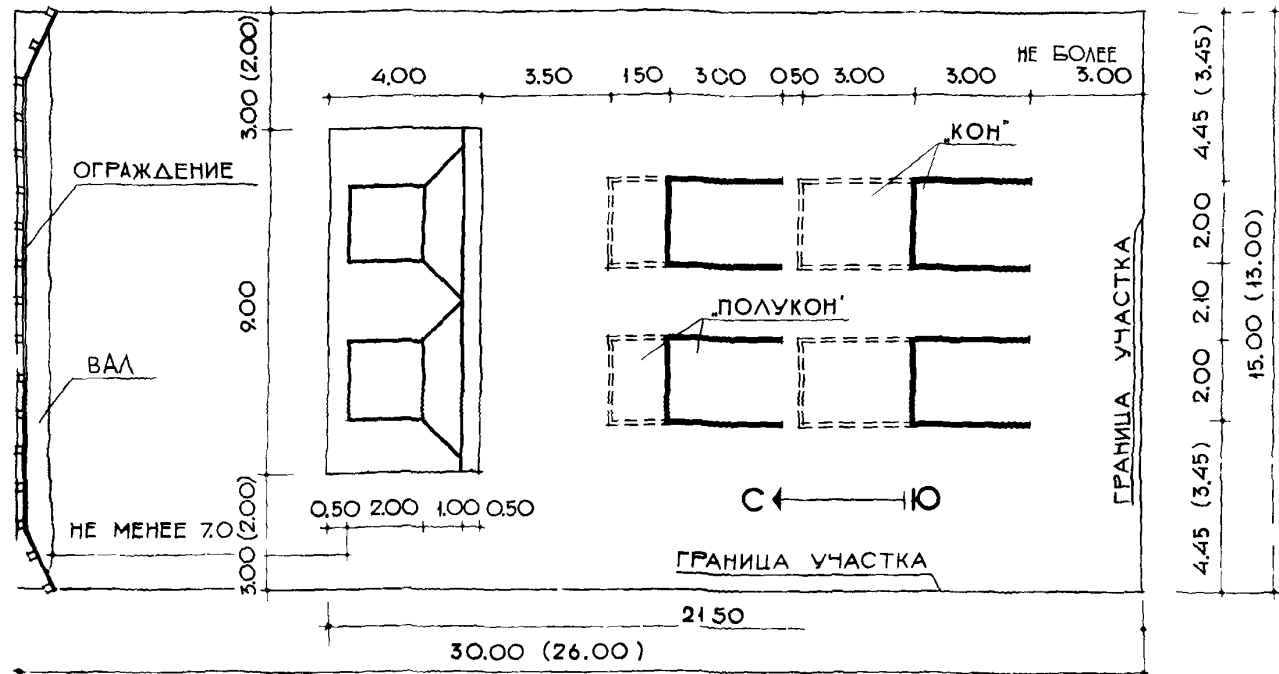 НЕ БОЛЕЕ
4.00 3.50 1.50 3.00 0.50 3.00 3.00 3.00
3.00 (2.00)
9.00
3.00 (2.00)
ОГРАЖДЕНИЕ
ВАЛ
„КОН"
„ПОЛУКОН'
ГРАНИЦА УЧАСТКА
4.45 (3.45)
2.00
2.10
2.00
4.45 (3.45)
15.00 (13.00)
0.50 2.00 1.00 0.50
НЕ МЕНЕЕ 7.0
С Ю
ГРАНИЦА УЧАСТКА
21.50
30.00 (26.00)